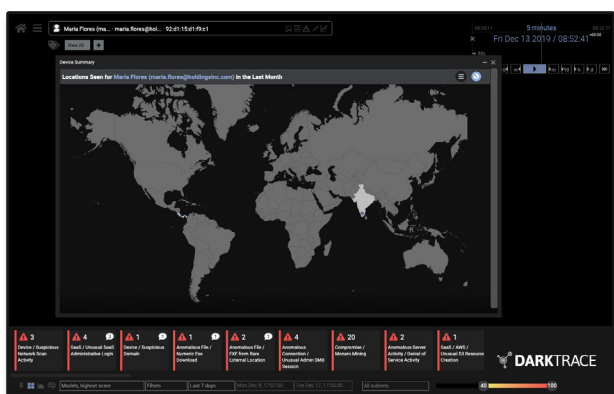 Maria Flores (ma... · maria.flores@hol... · 92:d1:15:d1:f9:c1
View All +
5 minutes
Fri Dec 13 2019 / 08:52:41
Device Summary
Locations Seen for Maria Flores (maria.flores@holdingsinc.com) in the Last Month
3
Device / Suspicious
Network Scan
Activity
4
SaaS / Unusual SaaS
Administrative Login
1
Device / Suspicious
Domain
1
Anomalous File /
Numeric Exe
Download
2
Anomalous File /
EXE from Rare
External Location
4
Anomalous
Connection /
Unusual Admin SMB
Session
20
Compromise /
Monero Mining
2
Anomalous Server
Activity / Denial of
Service Activity
1
SaaS / AWS /
Unusual S3 Resource
Creation
DARKTRACE
Models, highest score
Filters
Last 7 days
All subnets
40
100